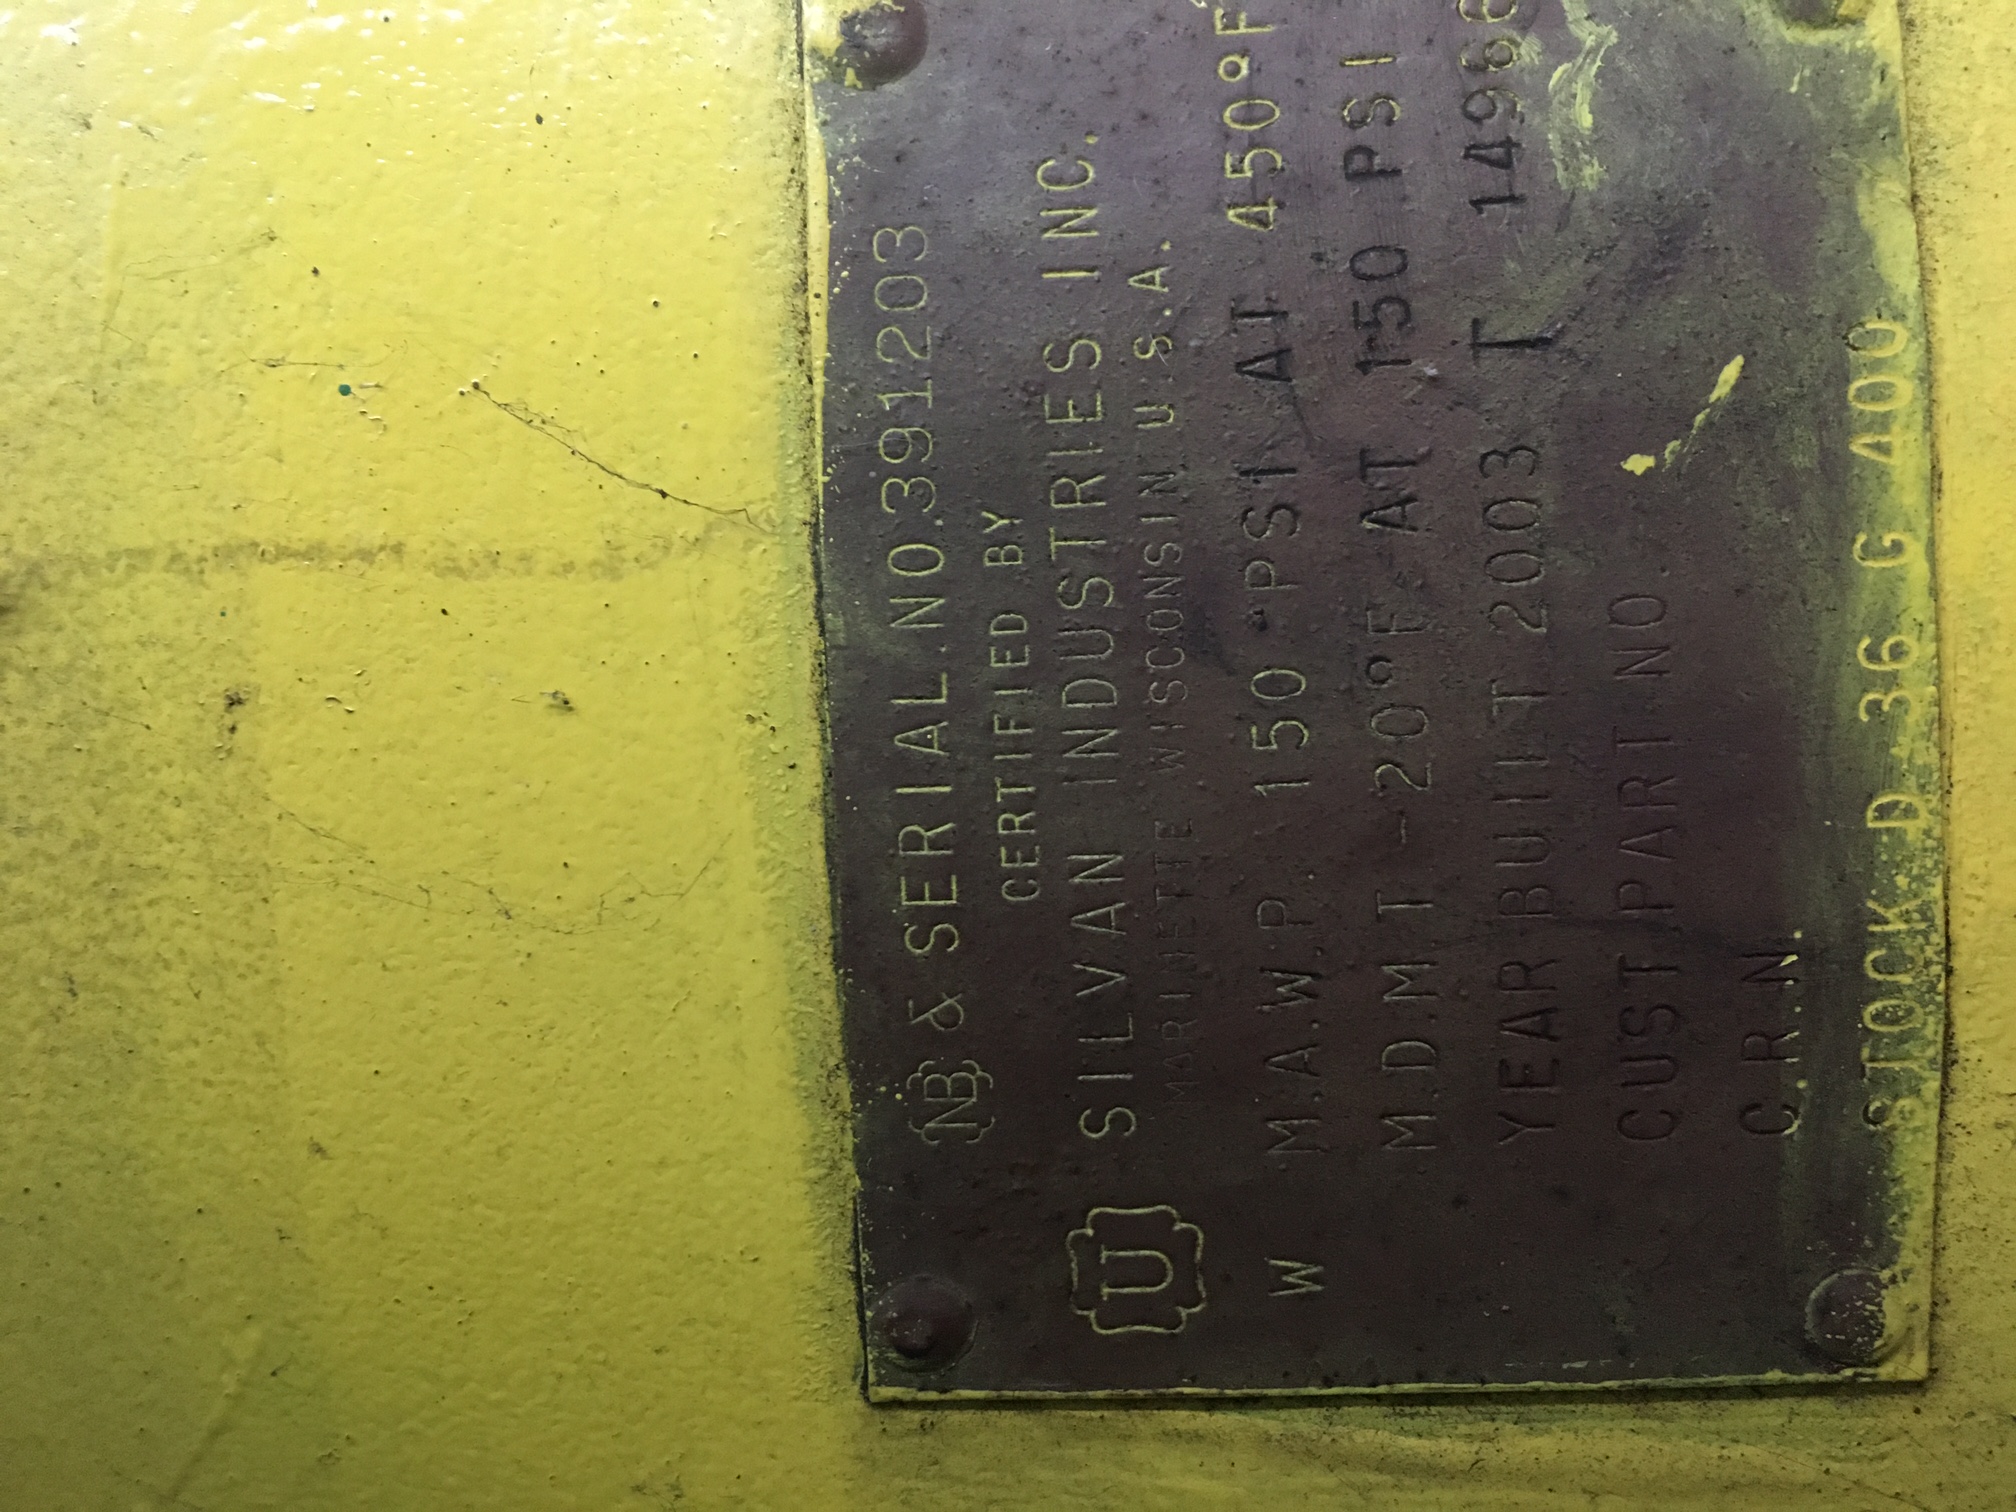 NB & SERIAL.NO.391203
CERTIFIED BY
U SILVAN INDUSTRIES INC.
MARINETTE WISCONSIN U.S.A.
W M.A.W.P. 150 PSI AT 450°F
M.D.M.T -20°F AT 150 PSI
YEAR BUILT 2003 T
CUST.PART NO.
C.R.N.
STOCK D 36 G 400